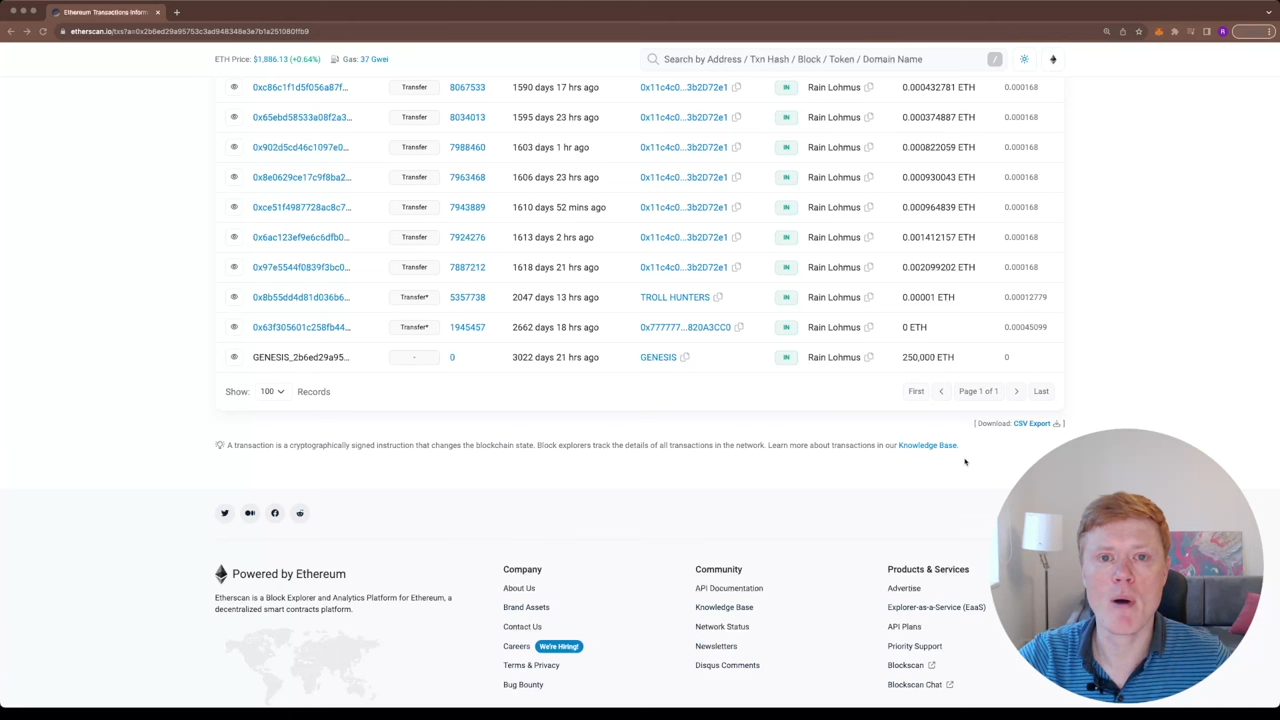 Ethereum Transactions Inform
etherscan.io/txs?a=0x2b6ed29a95753c3ad948348e3e7b1a251080ffb9
ETH Price: $1,886.13 (+0.64%) Gas: 37 Gwei
Search by Address / Txn Hash / Block / Token / Domain Name /
0xc86c1f1d5f056a87f... Transfer 8067533 1590 days 17 hrs ago 0x11c4c0...3b2D72e1 IN Rain Lohmus 0.000432781 ETH 0.000168
0x65ebd58533a08f2a3... Transfer 8034013 1595 days 23 hrs ago 0x11c4c0...3b2D72e1 IN Rain Lohmus 0.000374887 ETH 0.000168
0x902d5cd46c1097e0... Transfer 7988460 1603 days 1 hr ago 0x11c4c0...3b2D72e1 IN Rain Lohmus 0.000822059 ETH 0.000168
0x8e0629ce17c9f8ba2... Transfer 7963468 1606 days 23 hrs ago 0x11c4c0...3b2D72e1 IN Rain Lohmus 0.000930043 ETH 0.000168
0xce51f4987728ac8c7... Transfer 7943889 1610 days 52 mins ago 0x11c4c0...3b2D72e1 IN Rain Lohmus 0.000964839 ETH 0.000168
0x6ac123ef9e6c6dfb0... Transfer 7924276 1613 days 2 hrs ago 0x11c4c0...3b2D72e1 IN Rain Lohmus 0.001412157 ETH 0.000168
0x97e5544f0839f3bc0... Transfer 7887212 1618 days 21 hrs ago 0x11c4c0...3b2D72e1 IN Rain Lohmus 0.002099202 ETH 0.000168
0x8b55dd4d81d036b6... Transfer* 5357738 2047 days 13 hrs ago TROLL HUNTERS IN Rain Lohmus 0.00001 ETH 0.00012779
0x63f305601c258fb44... Transfer* 1945457 2662 days 18 hrs ago 0x777777...820A3CC0 IN Rain Lohmus 0 ETH 0.00045099
GENESIS_2b6ed29a95... - 0 3022 days 21 hrs ago GENESIS IN Rain Lohmus 250,000 ETH 0
Show: 100 Records First Page 1 of 1 Last
[ Download: CSV Export ]
A transaction is a cryptographically signed instruction that changes the blockchain state. Block explorers track the details of all transactions in the network. Learn more about transactions in our Knowledge Base.
Powered by Ethereum
Etherscan is a Block Explorer and Analytics Platform for Ethereum, a
decentralized smart contracts platform.
Company
About Us
Brand Assets
Contact Us
Careers We're Hiring!
Terms & Privacy
Bug Bounty
Community
API Documentation
Knowledge Base
Network Status
Newsletters
Disqus Comments
Products & Services
Advertise
Explorer-as-a-Service (EaaS)
API Plans
Priority Support
Blockscan
Blockscan Chat